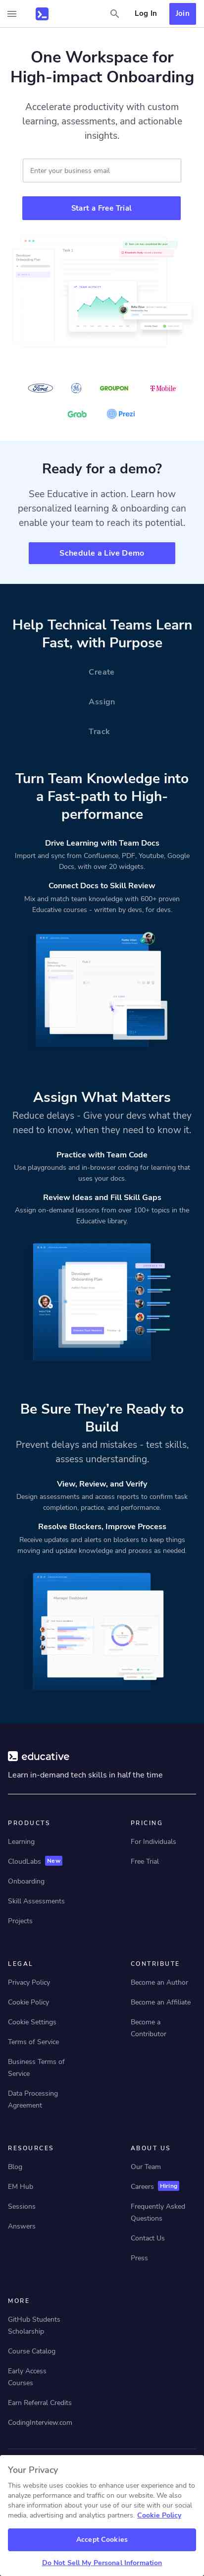 Log In
Join
One Workspace for
High-impact Onboarding
Accelerate productivity with custom
learning, assessments, and actionable
insights.
Enter your business email
Start a Free Trial
Ford
GROUPON
T Mobile
Grab
Prezi
Ready for a demo?
See Educative in action. Learn how
personalized learning & onboarding can
enable your team to reach its potential.
Schedule a Live Demo
Help Technical Teams Learn
Fast, with Purpose
Create
Assign
Track
Turn Team Knowledge into
a Fast-path to High-
performance
Drive Learning with Team Docs
Import and sync from Confluence, PDF, Youtube, Google
Docs, with over 20 widgets.
Connect Docs to Skill Review
Mix and match team knowledge with 600+ proven
Educative courses - written by devs, for devs.
Assign What Matters
Reduce delays - Give your devs what they
need to know, when they need to know it.
Practice with Team Code
Use playgrounds and in-browser coding for learning that
uses your docs.
Review Ideas and Fill Skill Gaps
Assign on-demand lessons from over 100+ topics in the
Educative library.
Developer
Onboarding Flow
Be Sure They're Ready to
Build
Prevent delays and mistakes - test skills,
assess understanding.
View, Review, and Verify
Design assessments and access reports to confirm task
completion, practice, and performance.
Resolve Blockers, Improve Process
Receive updates and alerts on blockers to keep things
moving and update knowledge and process as needed.
Manager Dashboard
educative
Learn in-demand tech skills in half the time
PRODUCTS
Learning
CloudLabs New
Onboarding
Skill Assessments
Projects
PRICING
For Individuals
Free Trial
LEGAL
Privacy Policy
Cookie Policy
Cookie Settings
Terms of Service
Business Terms of
Service
Data Processing
Agreement
CONTRIBUTE
Become an Author
Become an Affiliate
Become a
Contributor
RESOURCES
Blog
EM Hub
Sessions
Answers
ABOUT US
Our Team
Careers Hiring
Frequently Asked
Questions
Contact Us
Press
MORE
GitHub Students
Scholarship
Course Catalog
Early Access
Courses
Earn Referral Credits
CodingInterview.com
Your Privacy
This website uses cookies to enhance user experience and to
analyze performance and traffic on our website. We also
may share information about your use of our site with our social
media, advertising and analytics partners. Cookie Policy
Accept Cookies
Do Not Sell My Personal Information